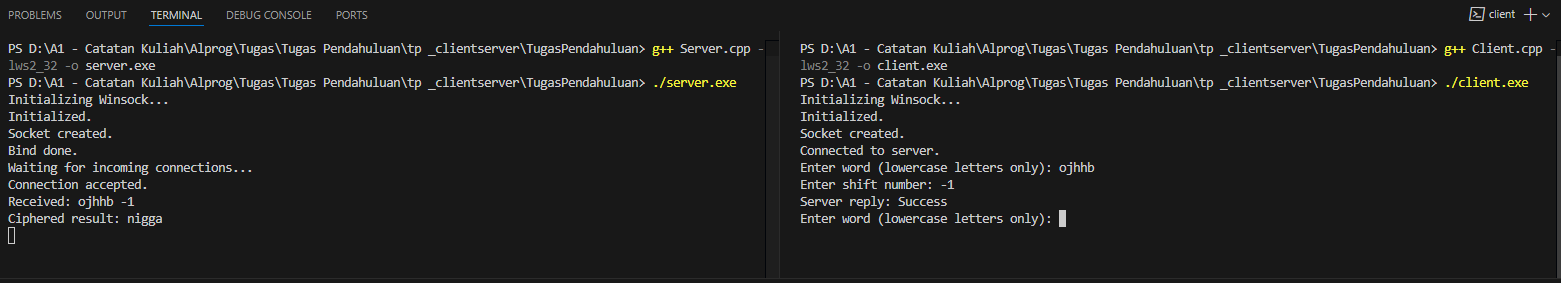 PROBLEMS OUTPUT TERMINAL DEBUG CONSOLE PORTS client
PS D:\A1 - Catatan Kuliah\Alprog\Tugas\Tugas Pendahuluan\tp _clientserver\TugasPendahuluan> g++ Server.cpp -
lws2_32 -o server.exe
PS D:\A1 - Catatan Kuliah\Alprog\Tugas\Tugas Pendahuluan\tp _clientserver\TugasPendahuluan> ./server.exe
Initializing Winsock...
Initialized.
Socket created.
Bind done.
Waiting for incoming connections...
Connection accepted.
Received: ojhhb -1
Ciphered result: nigga
PS D:\A1 - Catatan Kuliah\Alprog\Tugas\Tugas Pendahuluan\tp _clientserver\TugasPendahuluan> g++ Client.cpp -
lws2_32 -o client.exe
PS D:\A1 - Catatan Kuliah\Alprog\Tugas\Tugas Pendahuluan\tp _clientserver\TugasPendahuluan> ./client.exe
Initializing Winsock...
Initialized.
Socket created.
Connected to server.
Enter word (lowercase letters only): ojhhb
Enter shift number: -1
Server reply: Success
Enter word (lowercase letters only):